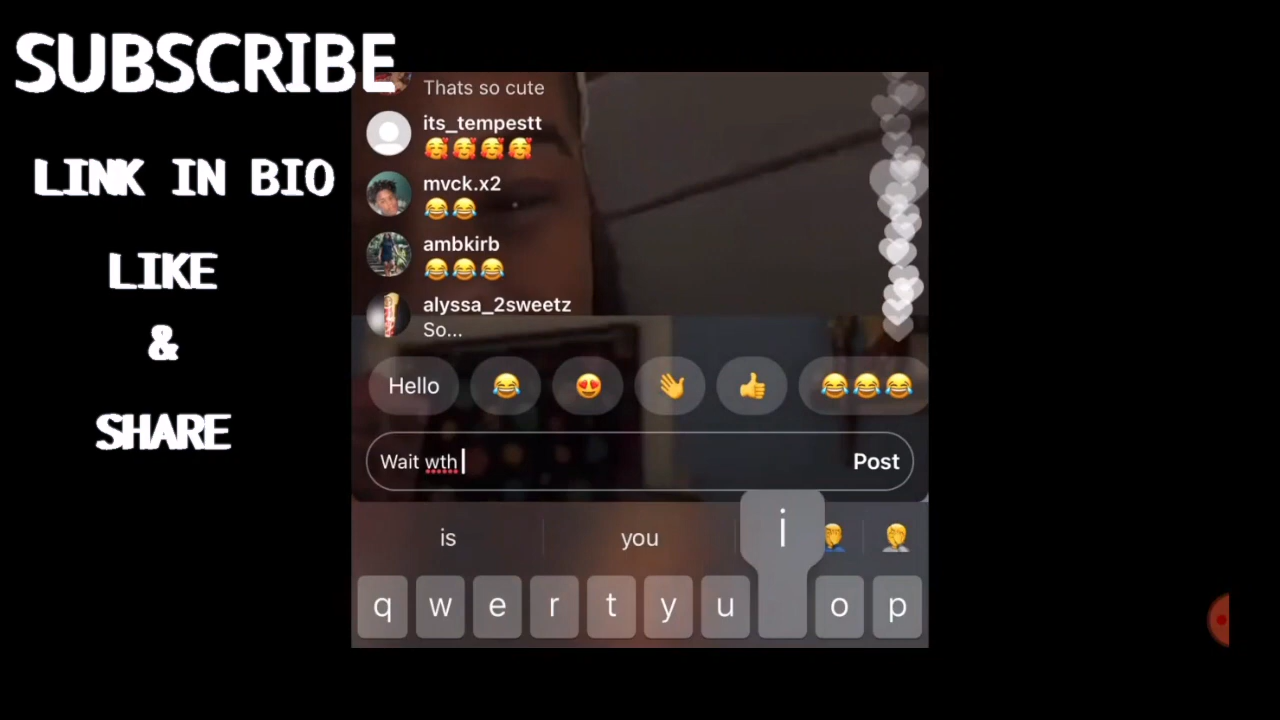 SUBSCRIBE
LINK IN BIO
LIKE
&
SHARE
Thats so cute
its_tempestt
🥰🥰🥰🥰
mvck.x2
😂😂
ambkirb
😂😂😂
alyssa_2sweetz
So...
Hello 😂 😍 👋 👍 😂😂😂
Wait wth Post
is you i 🤦‍♂ 🤦
q w e r t y u o p